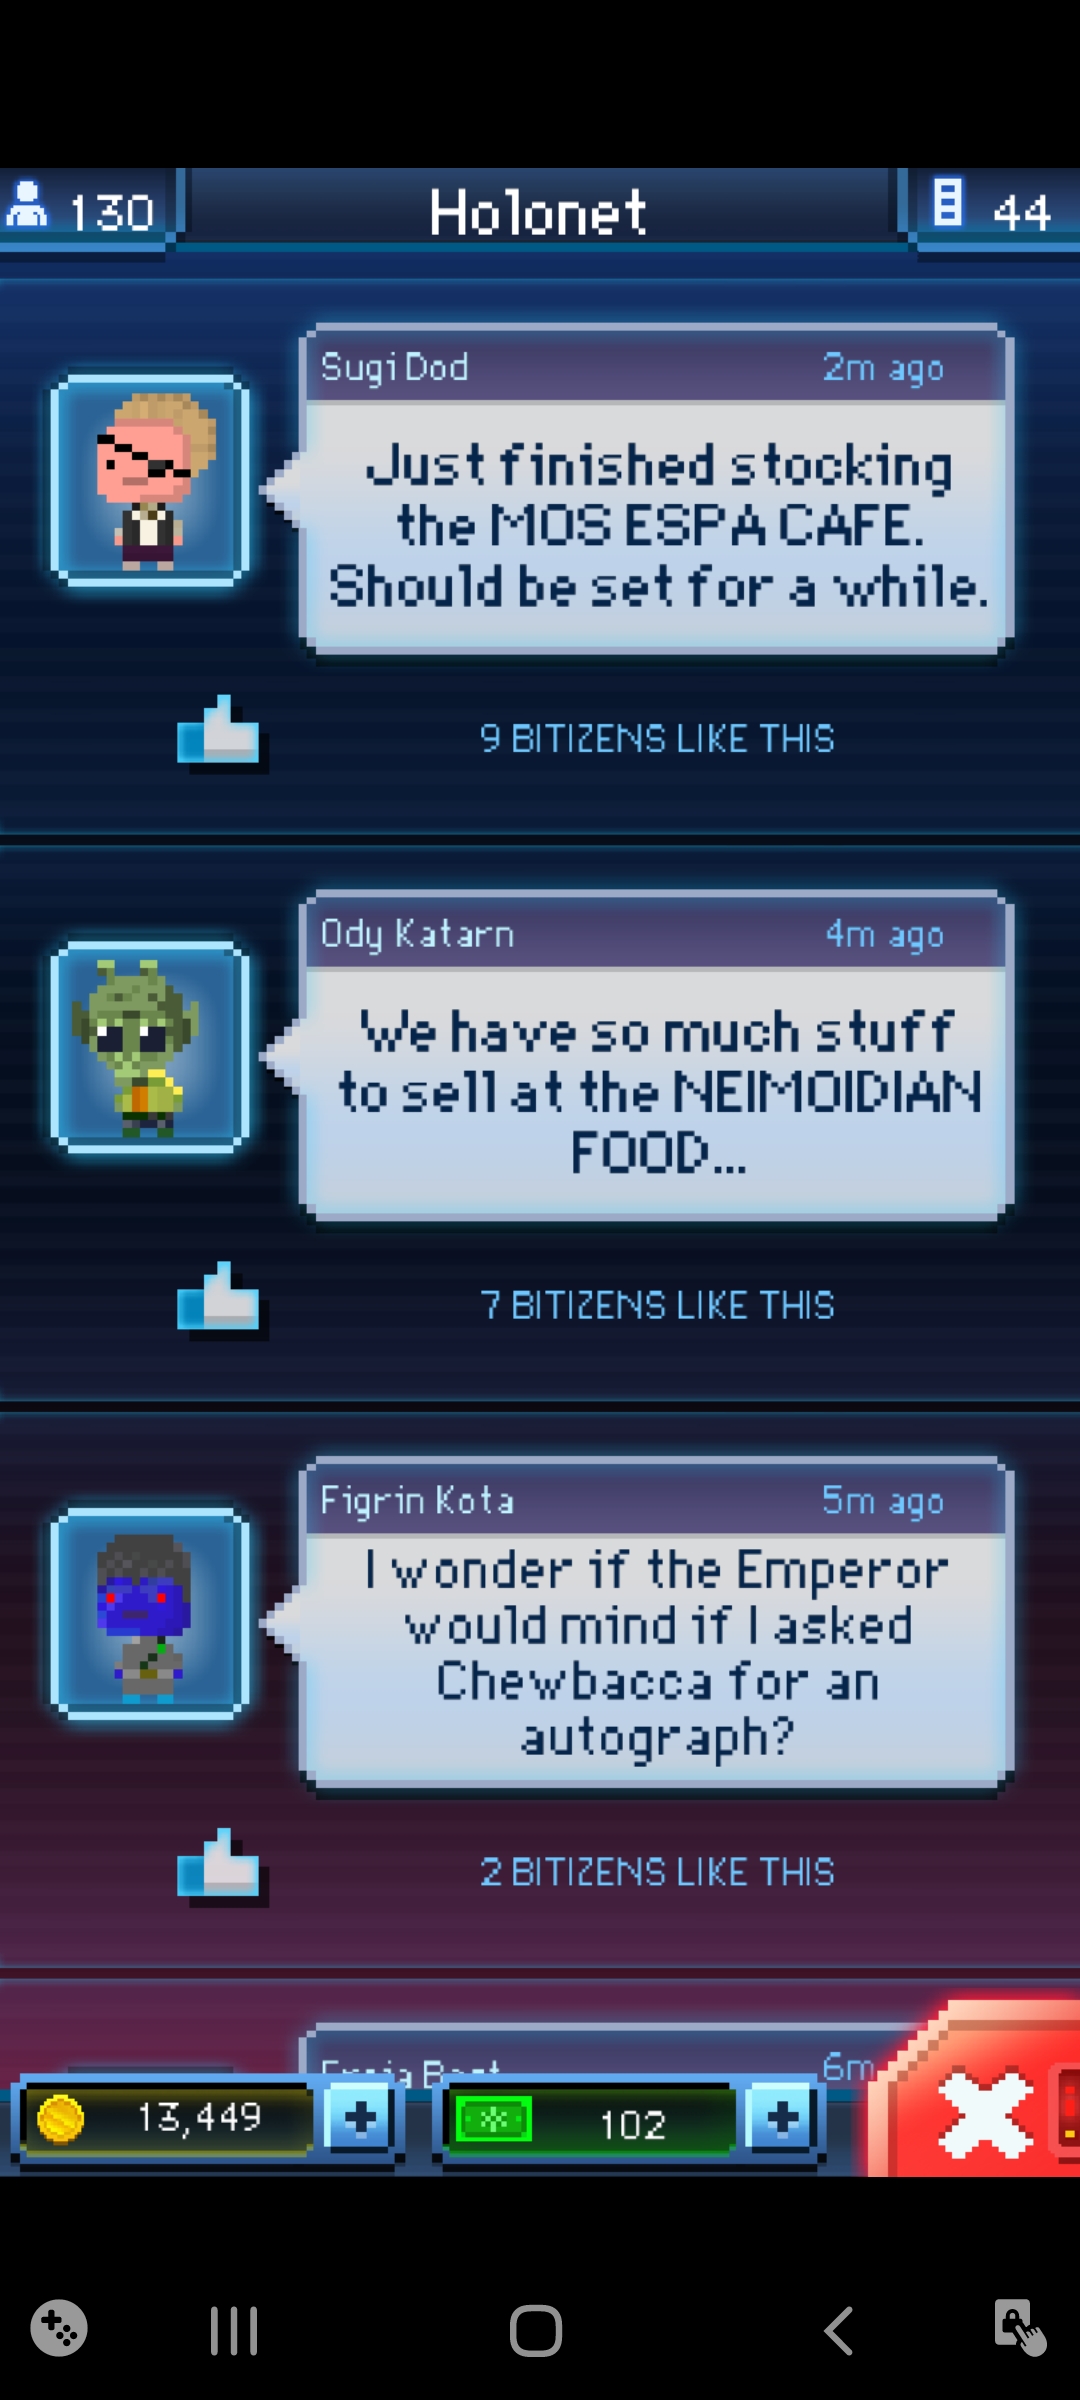 130
Holonet
44
Sugi Dod
2m ago
Just finished stocking
the MOS ESPA CAFE.
Should be set for a while.
9 BITIZENS LIKE THIS
Ody Katarn
4m ago
We have so much stuff
to sell at the NEIMOIDIAN
FOOD...
7 BITIZENS LIKE THIS
Figrin Kota
5m ago
I wonder if the Emperor
would mind if I asked
Chewbacca for an
autograph?
2 BITIZENS LIKE THIS
6m
13,449
102